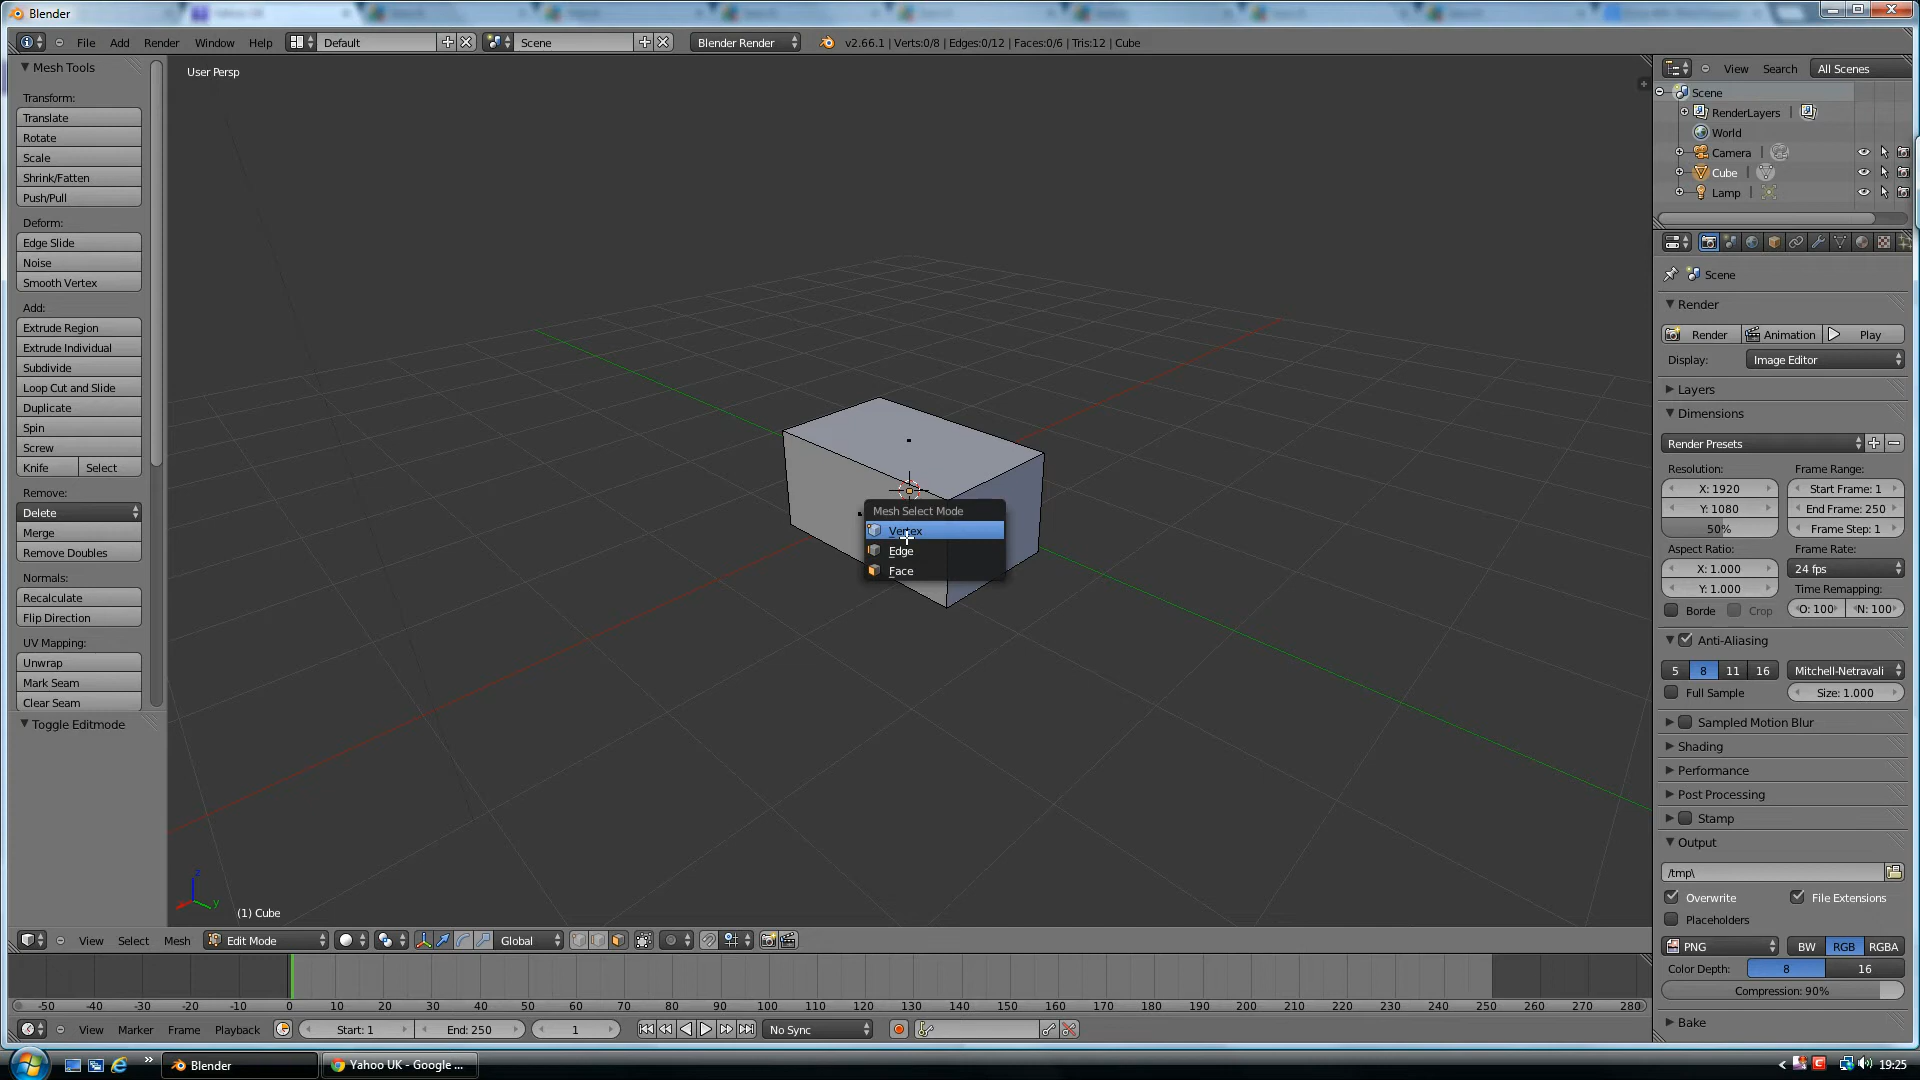 Blender
Yahoo UK
File Add Render Window Help Default Scene Blender Render v2.66.1 | Verts:0/8 | Edges:0/12 | Faces:0/6 | Tris:12 | Cube
Mesh Tools
Transform:
Translate
Rotate
Scale
Shrink/Fatten
Push/Pull
Deform:
Edge Slide
Noise
Smooth Vertex
Add:
Extrude Region
Extrude Individual
Subdivide
Loop Cut and Slide
Duplicate
Spin
Screw
Knife Select
Remove:
Delete
Merge
Remove Doubles
Normals:
Recalculate
Flip Direction
UV Mapping:
Unwrap
Mark Seam
Clear Seam
Toggle Editmode
User Persp
Mesh Select Mode
Vertex
Edge
Face
z
y
(1) Cube
View Search All Scenes
Scene
RenderLayers |
World
Camera |
Cube |
Lamp |
Scene
Render
Render Animation Play
Display: Image Editor
Layers
Dimensions
Render Presets
Resolution: Frame Range:
X: 1920 Start Frame: 1
Y: 1080 End Frame: 250
50% Frame Step: 1
Aspect Ratio: Frame Rate:
X: 1.000 24 fps
Y: 1.000 Time Remapping:
Borde Crop O: 100 N: 100
Anti-Aliasing
5 8 11 16 Mitchell-Netravali
Full Sample Size: 1.000
Sampled Motion Blur
Shading
Performance
Post Processing
Stamp
Output
/tmp\
Overwrite File Extensions
Placeholders
PNG BW RGB RGBA
Color Depth: 8 16
Compression: 90%
Bake
View Select Mesh Edit Mode Global
-50 -40 -30 -20 -10 0 10 20 30 40 50 60 70 80 90 100 110 120 130 140 150 160 170 180 190 200 210 220 230 240 250 260 270 280
View Marker Frame Playback Start: 1 End: 250 1 No Sync
Blender Yahoo UK - Google ... 19:25